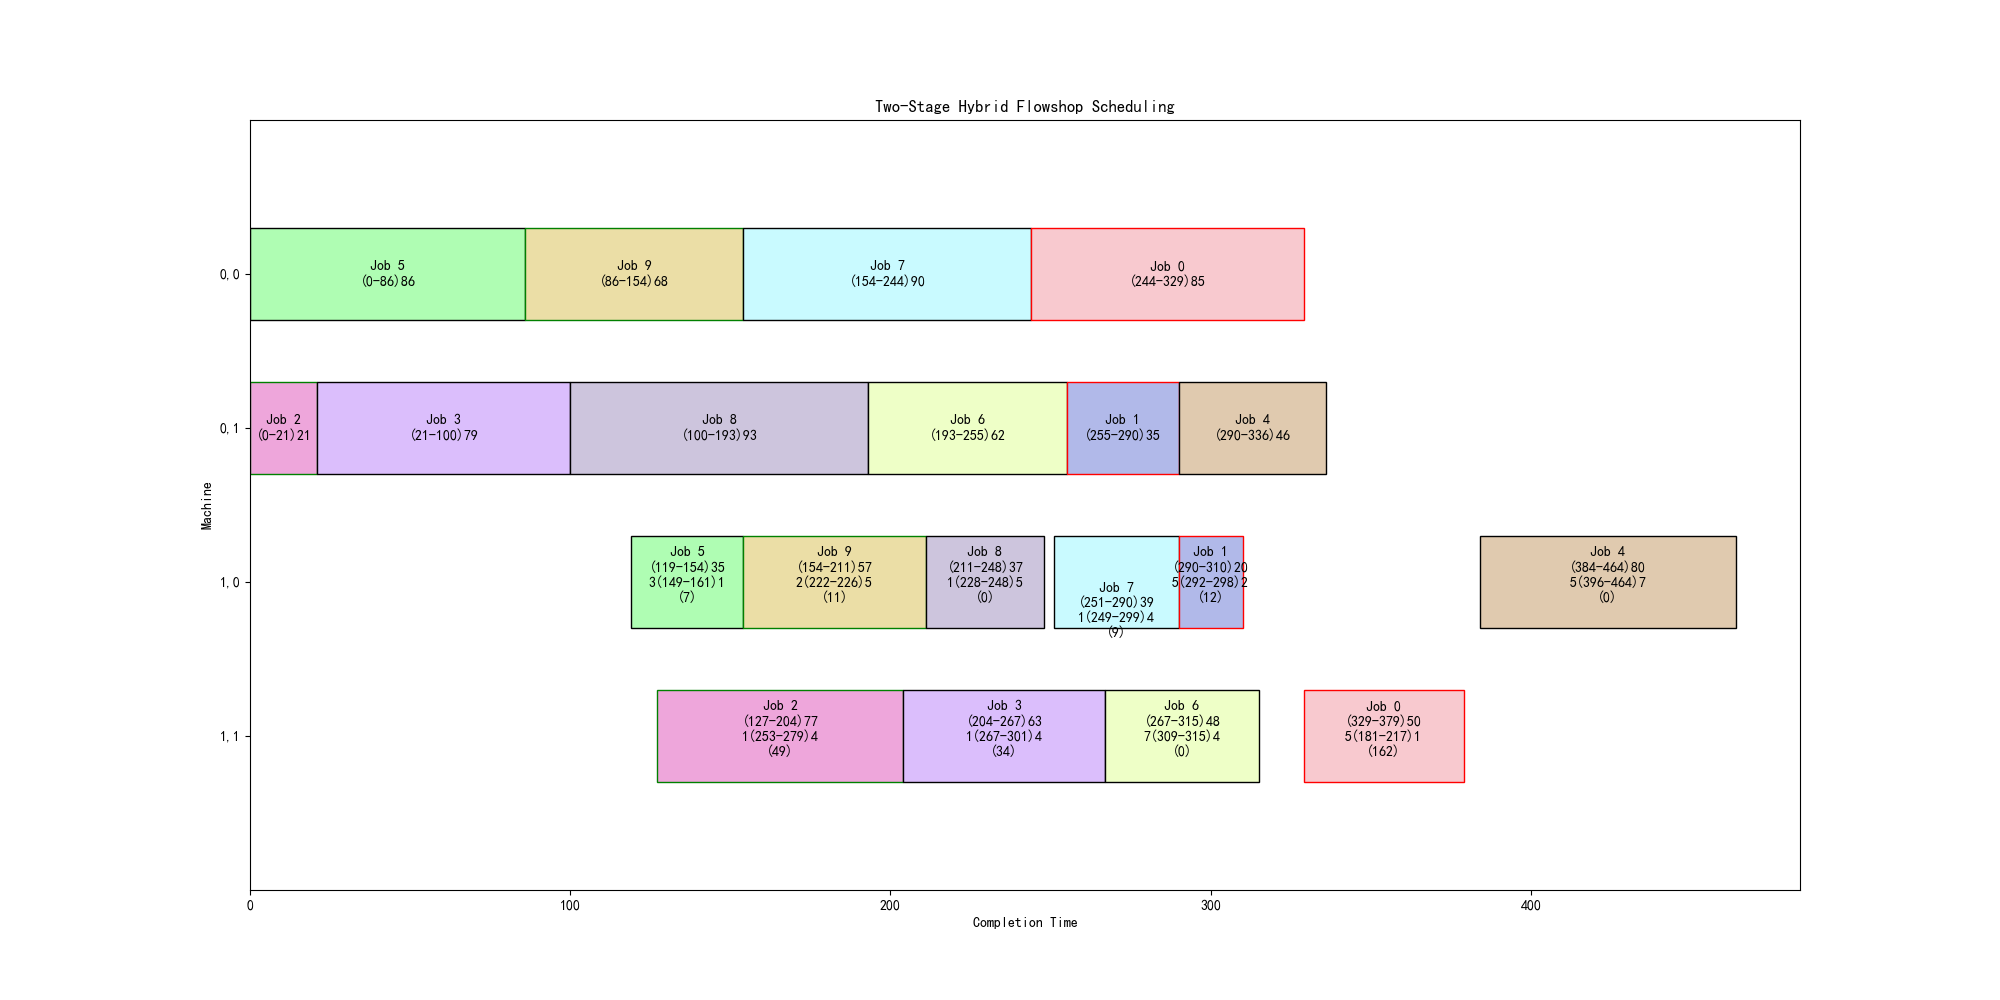 Two-Stage Hybrid Flowshop Scheduling
0,0
Job 5
(0-86)86
Job 9
(86-154)68
Job 7
(154-244)90
Job 0
(244-329)85
0,1
Job 2
(0-21)21
Job 3
(21-100)79
Job 8
(100-193)93
Job 6
(193-255)62
Job 1
(255-290)35
Job 4
(290-336)46
Machine
1,0
Job 5
(119-154)35
3(149-161)1
(7)
Job 9
(154-211)57
2(222-226)5
(11)
Job 8
(211-248)37
1(228-248)5
(0)
Job 7
(251-290)39
1(249-299)4
(9)
Job 1
(290-310)20
5(292-298)2
(12)
Job 4
(384-464)80
5(396-464)7
(0)
1,1
Job 2
(127-204)77
1(253-279)4
(49)
Job 3
(204-267)63
1(267-301)4
(34)
Job 6
(267-315)48
7(309-315)4
(0)
Job 0
(329-379)50
5(181-217)1
(162)
0
100
200
300
400
Completion Time